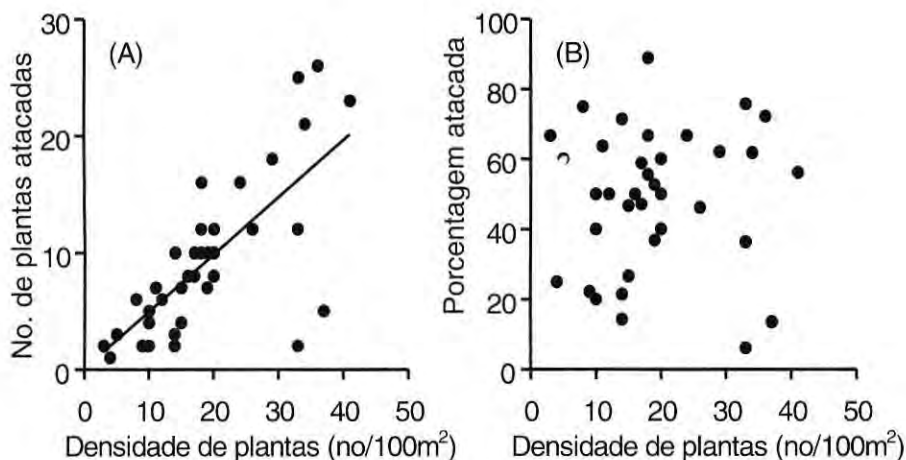 (A)
No. de plantas atacadas
30
20
10
0
0 10 20 30 40 50
Densidade de plantas (no/100m²)
(B)
Porcentagem atacada
100
80
60
40
20
0
0 10 20 30 40 50
Densidade de plantas (no/100m²)